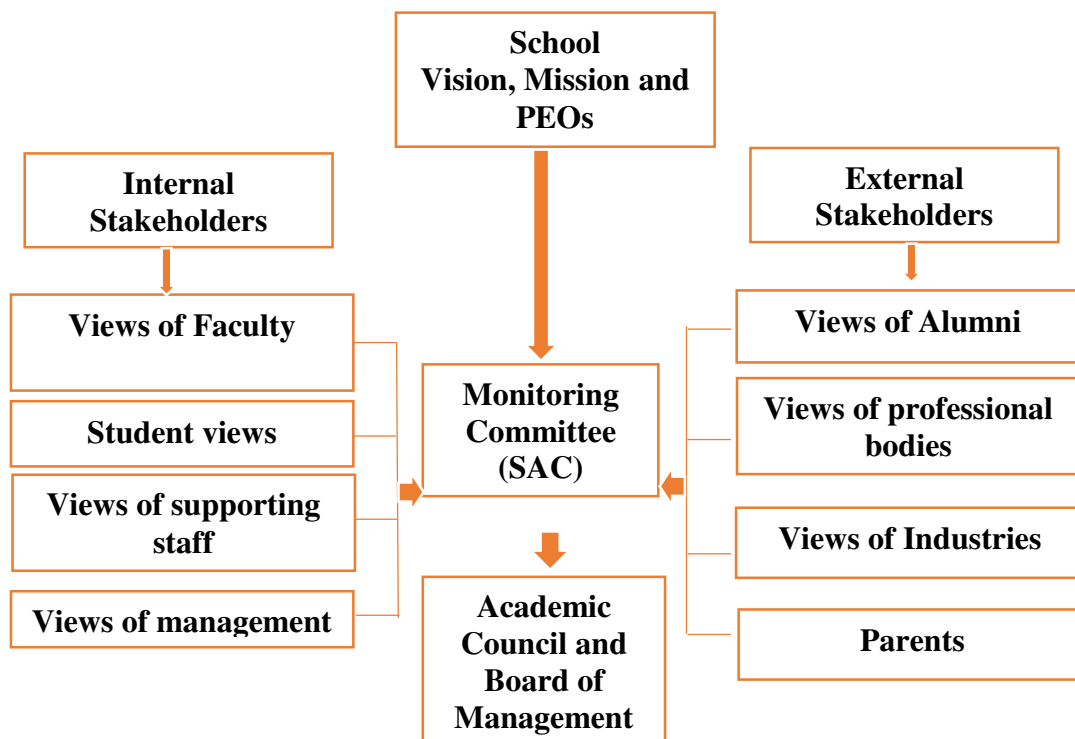 School
Vision, Mission and
PEOs
Internal
Stakeholders
External
Stakeholders
Views of Faculty
Student views
Views of supporting
staff
Views of management
Monitoring
Committee
(SAC)
Academic
Council and
Board of
Management
Views of Alumni
Views of professional
bodies
Views of Industries
Parents